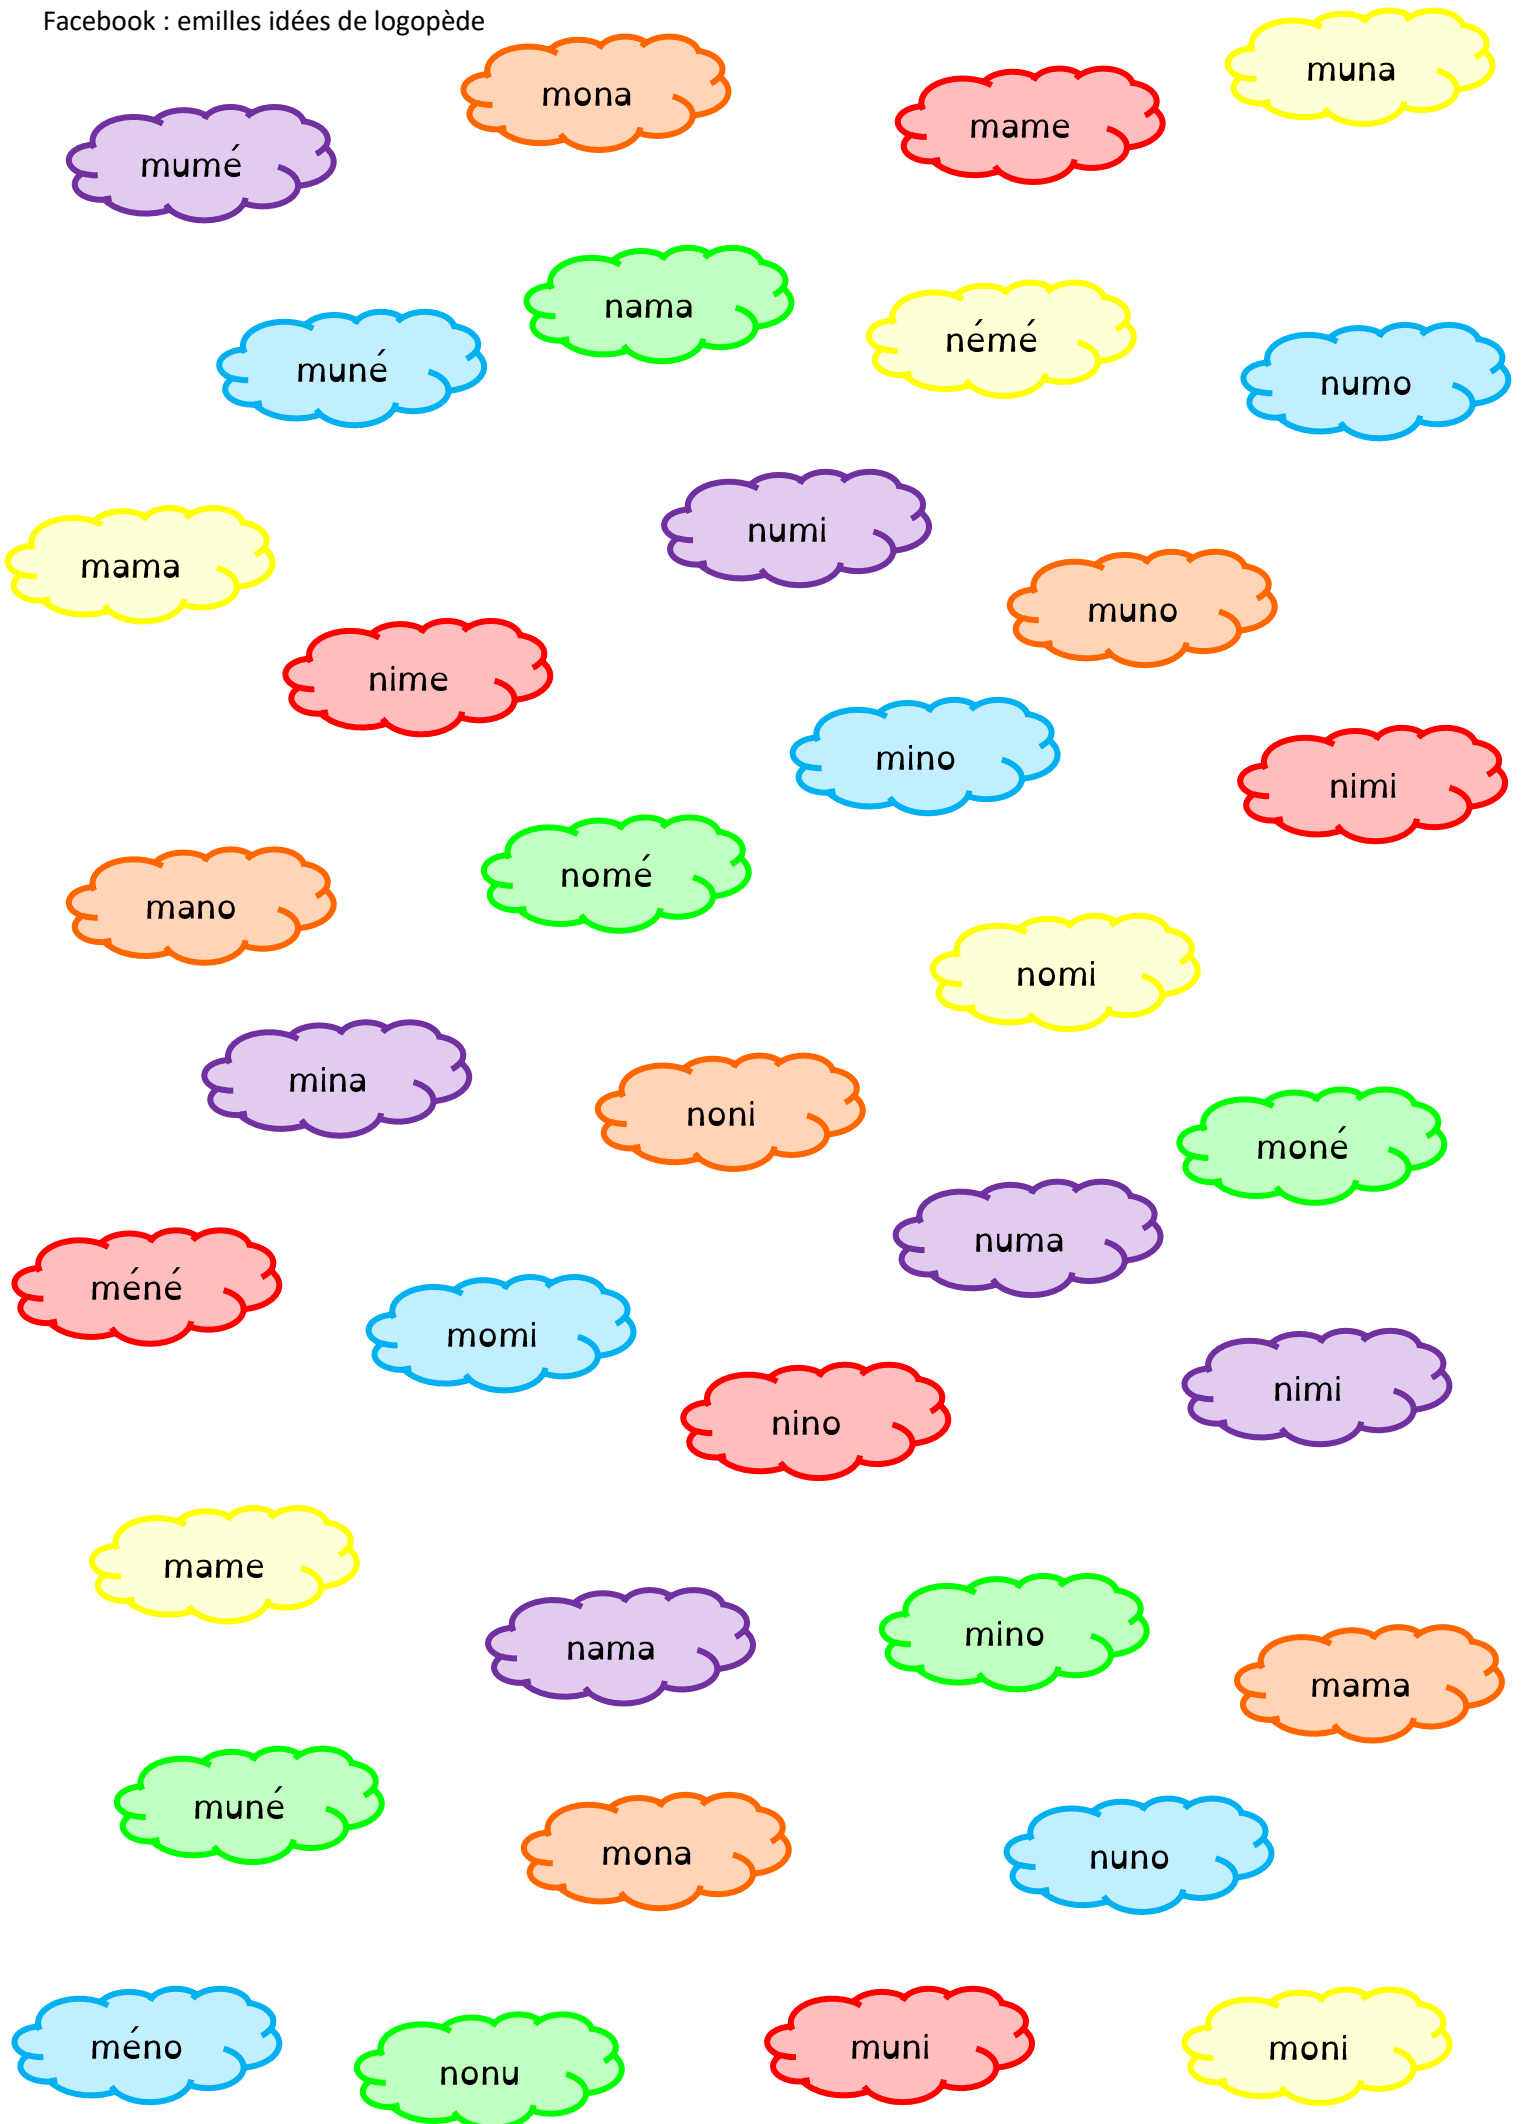 Facebook : emilles idées de logopède
mona
muna
mame
mumé
nama
némé
muné
numo
numi
mama
muno
nime
mino
nimi
nomé
mano
nomi
mina
noni
moné
numa
méné
momi
nimi
nino
mame
nama
mino
mama
muné
mona
nuno
méno
nonu
muni
moni